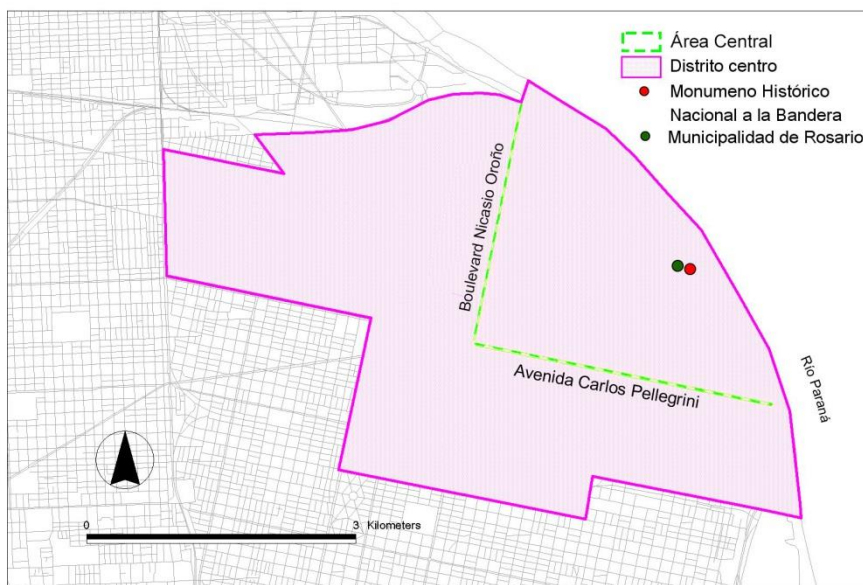 Área Central
Distrito centro
Monumeno Histórico
Nacional a la Bandera
Municipalidad de Rosario
Boulevard Nicasio Oroño
Avenida Carlos Pellegrini
Río Paraná
0 3 Kilometers